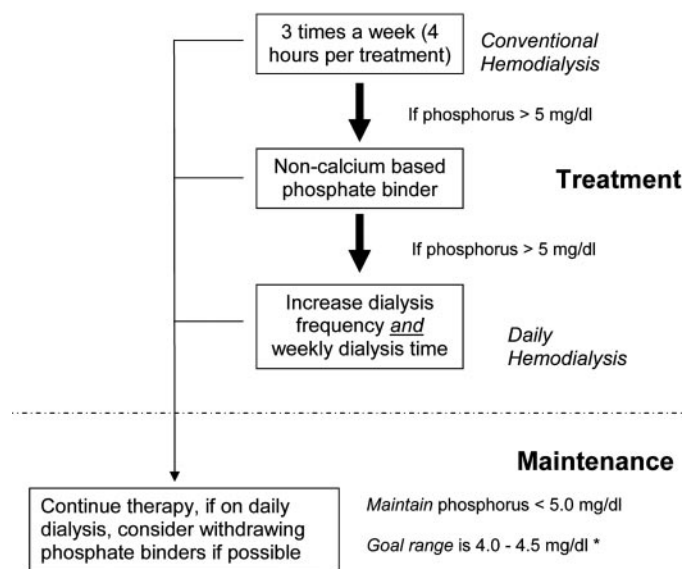 3 times a week (4
hours per treatment)
Conventional
Hemodialysis
If phosphorus > 5 mg/dl
Non-calcium based
phosphate binder
Treatment
If phosphorus > 5 mg/dl
Increase dialysis
frequency and
weekly dialysis time
Daily
Hemodialysis
Maintenance
Continue therapy, if on daily
dialysis, consider withdrawing
phosphate binders if possible
Maintain phosphorus < 5.0 mg/dl
Goal range is 4.0 - 4.5 mg/dl *